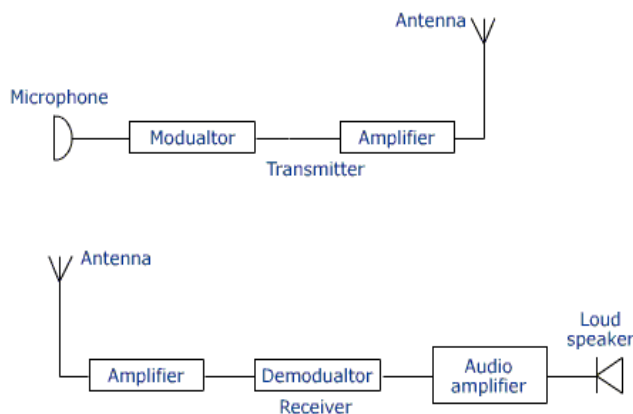 Antenna
Microphone
Modualtor
Amplifier
Transmitter
Antenna
Loud
speaker
Amplifier
Demodualtor
Audio
amplifier
Receiver